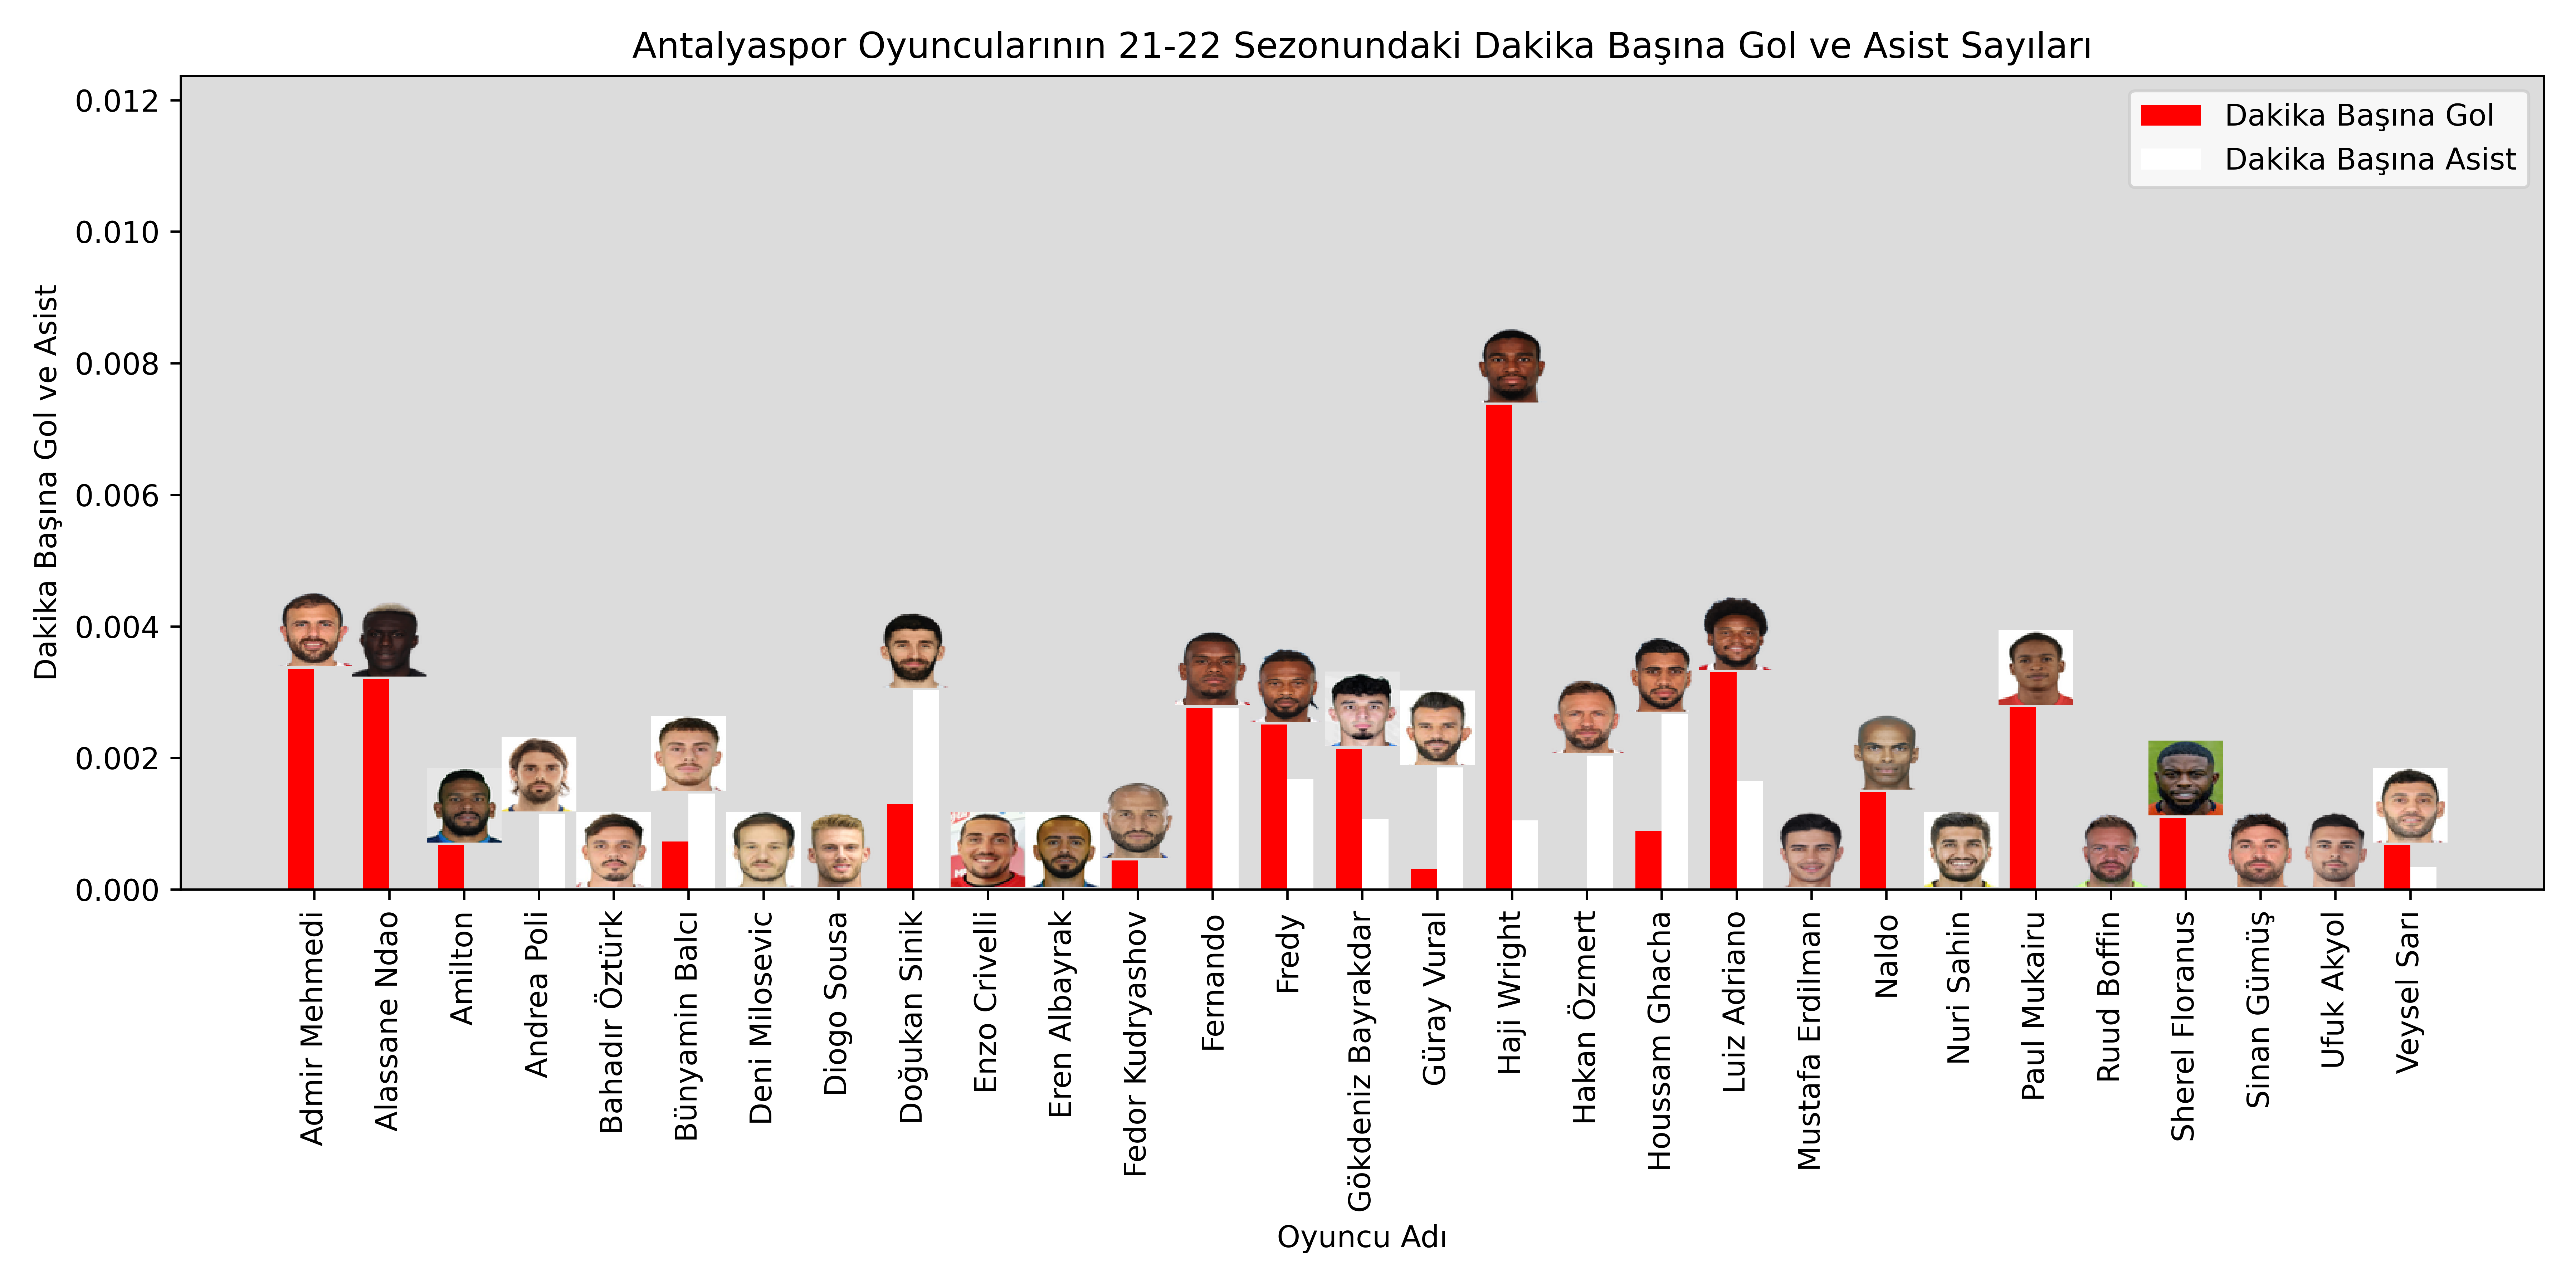 Antalyaspor Oyuncularının 21-22 Sezonundaki Dakika Başına Gol ve Asist Sayıları
Dakika Başına Gol
Dakika Başına Asist
Dakika Başına Gol ve Asist
0.012
0.010
0.008
0.006
0.004
0.002
0.000
Admir Mehmedi
Alassane Ndao
Amilton
Andrea Poli
Bahadır Öztürk
Bünyamin Balcı
Deni Milosevic
Diogo Sousa
Doğukan Sinik
Enzo Crivelli
Eren Albayrak
Fedor Kudryashov
Fernando
Fredy
Gökdeniz Bayrakdar
Güray Vural
Haji Wright
Hakan Özmert
Houssam Ghacha
Luiz Adriano
Mustafa Erdilman
Naldo
Nuri Sahin
Paul Mukairu
Ruud Boffin
Sherel Floranus
Sinan Gümüş
Ufuk Akyol
Veysel Sarı
Oyuncu Adı